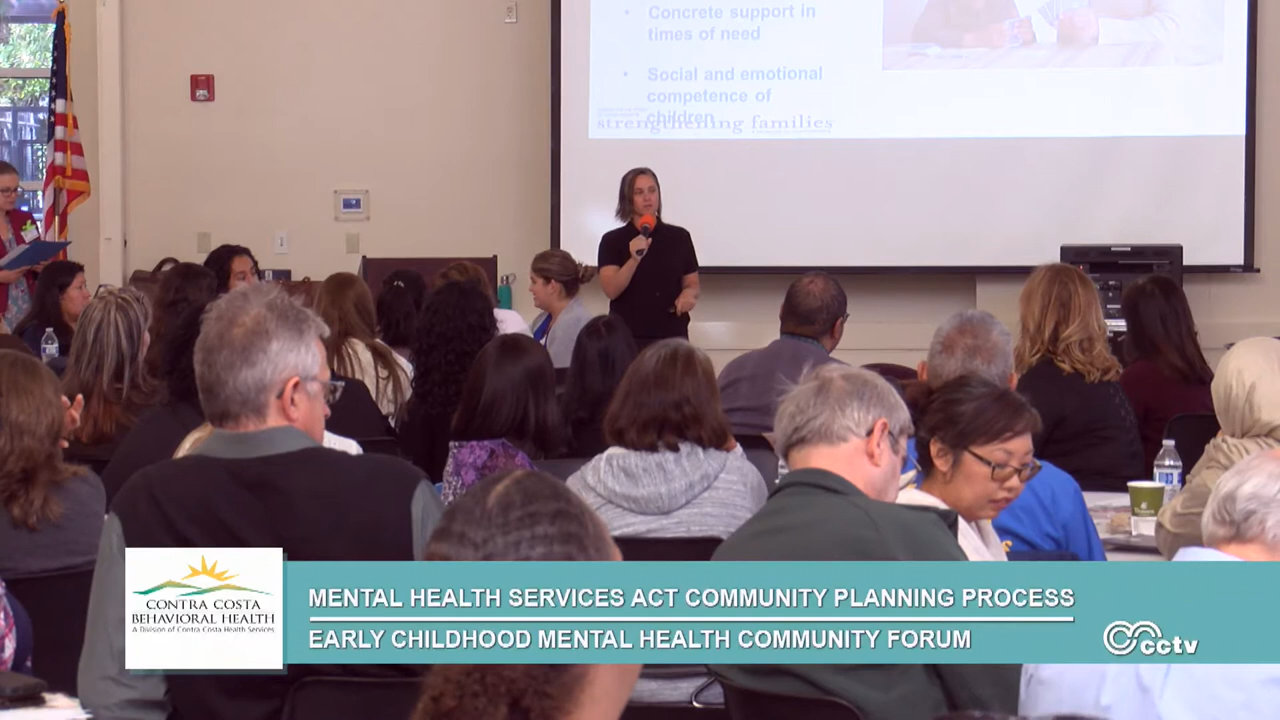 • Concrete support in
times of need
• Social and emotional
competence of
children
strengthening families
CONTRA COSTA
BEHAVIORAL HEALTH
A Division of Contra Costa Health Services
MENTAL HEALTH SERVICES ACT COMMUNITY PLANNING PROCESS
EARLY CHILDHOOD MENTAL HEALTH COMMUNITY FORUM
cctv